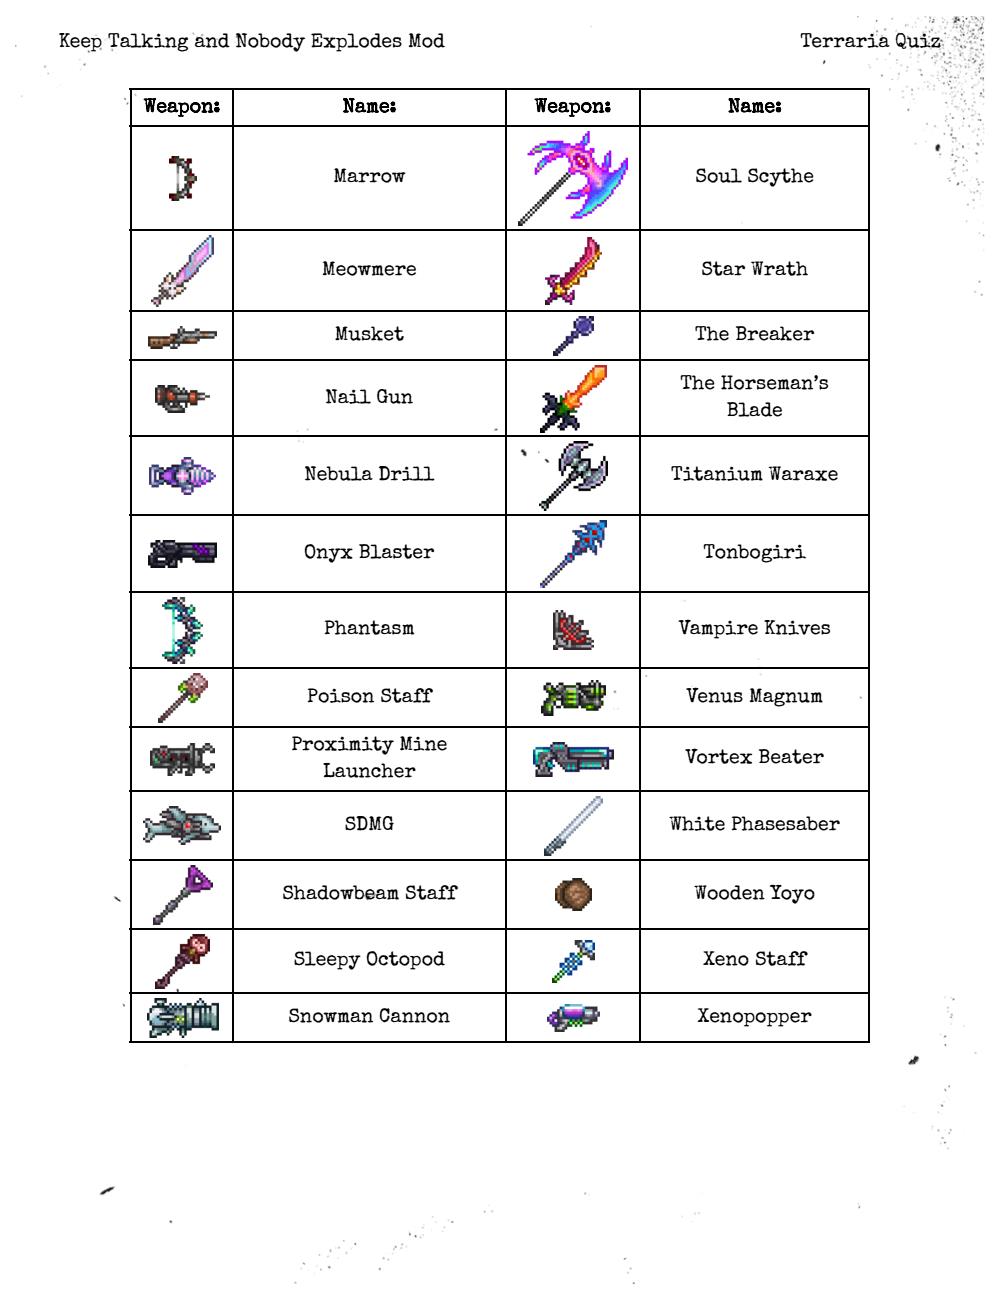 Keep Talking and Nobody Explodes Mod Terraria Quiz
Weapon: Name: Weapon: Name:
Marrow Soul Scythe
Meowmere Star Wrath
Musket The Breaker
Nail Gun The Horseman's
Blade
Nebula Drill Titanium Waraxe
Onyx Blaster Tonbogiri
Phantasm Vampire Knives
Poison Staff Venus Magnum
Proximity Mine
Launcher Vortex Beater
SDMG White Phasesaber
Shadowbeam Staff Wooden Yoyo
Sleepy Octopod Xeno Staff
Snowman Cannon Xenopopper